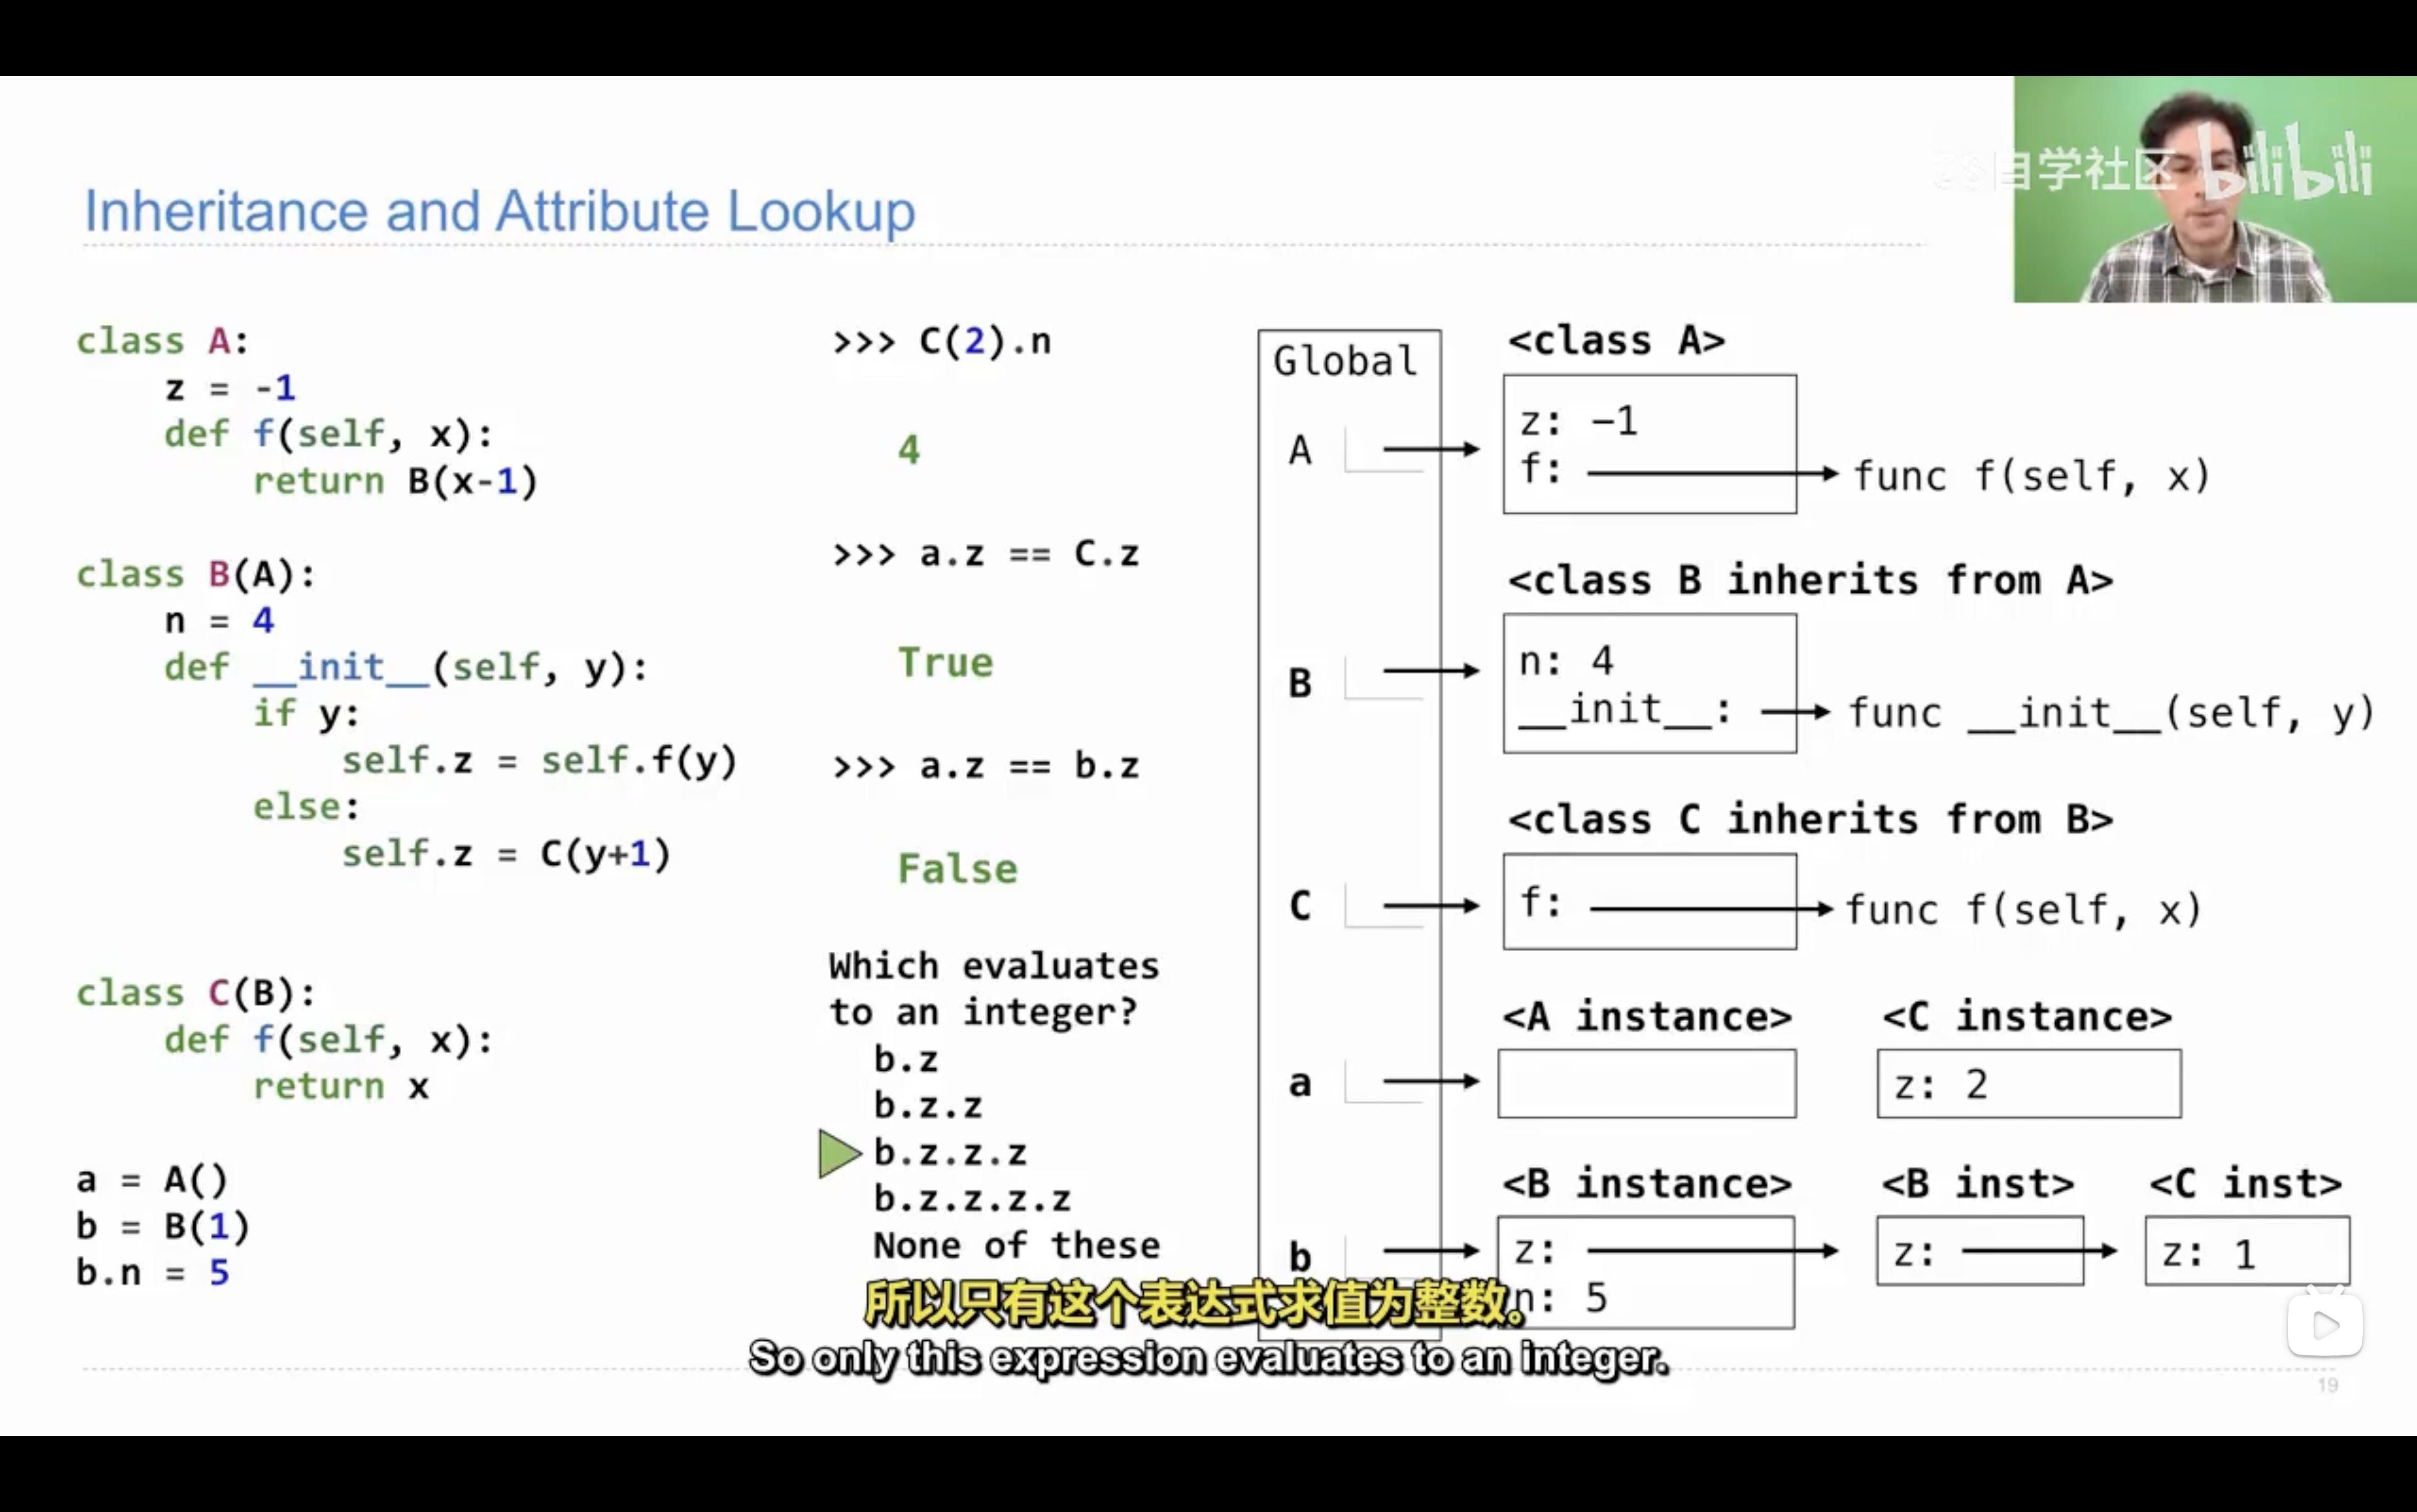 CS自学社区 bilibili
Inheritance and Attribute Lookup
class A:
    z = -1
    def f(self, x):
        return B(x-1)
class B(A):
    n = 4
    def __init__(self, y):
        if y:
            self.z = self.f(y)
        else:
            self.z = C(y+1)
class C(B):
    def f(self, x):
        return x
a = A()
b = B(1)
b.n = 5
>>> C(2).n
4
>>> a.z == C.z
True
>>> a.z == b.z
False
Which evaluates
to an integer?
b.z
b.z.z
b.z.z.z
b.z.z.z.z
None of these
Global
A
B
C
a
b
<class A>
z: −1
f:
func f(self, x)
<class B inherits from A>
n: 4
__init__:
func __init__(self, y)
<class C inherits from B>
f:
func f(self, x)
<A instance>
<C instance>
z: 2
<B instance>
z:
n: 5
<B inst>
z:
<C inst>
z: 1
所以只有这个表达式求值为整数。
So only this expression evaluates to an integer.
19